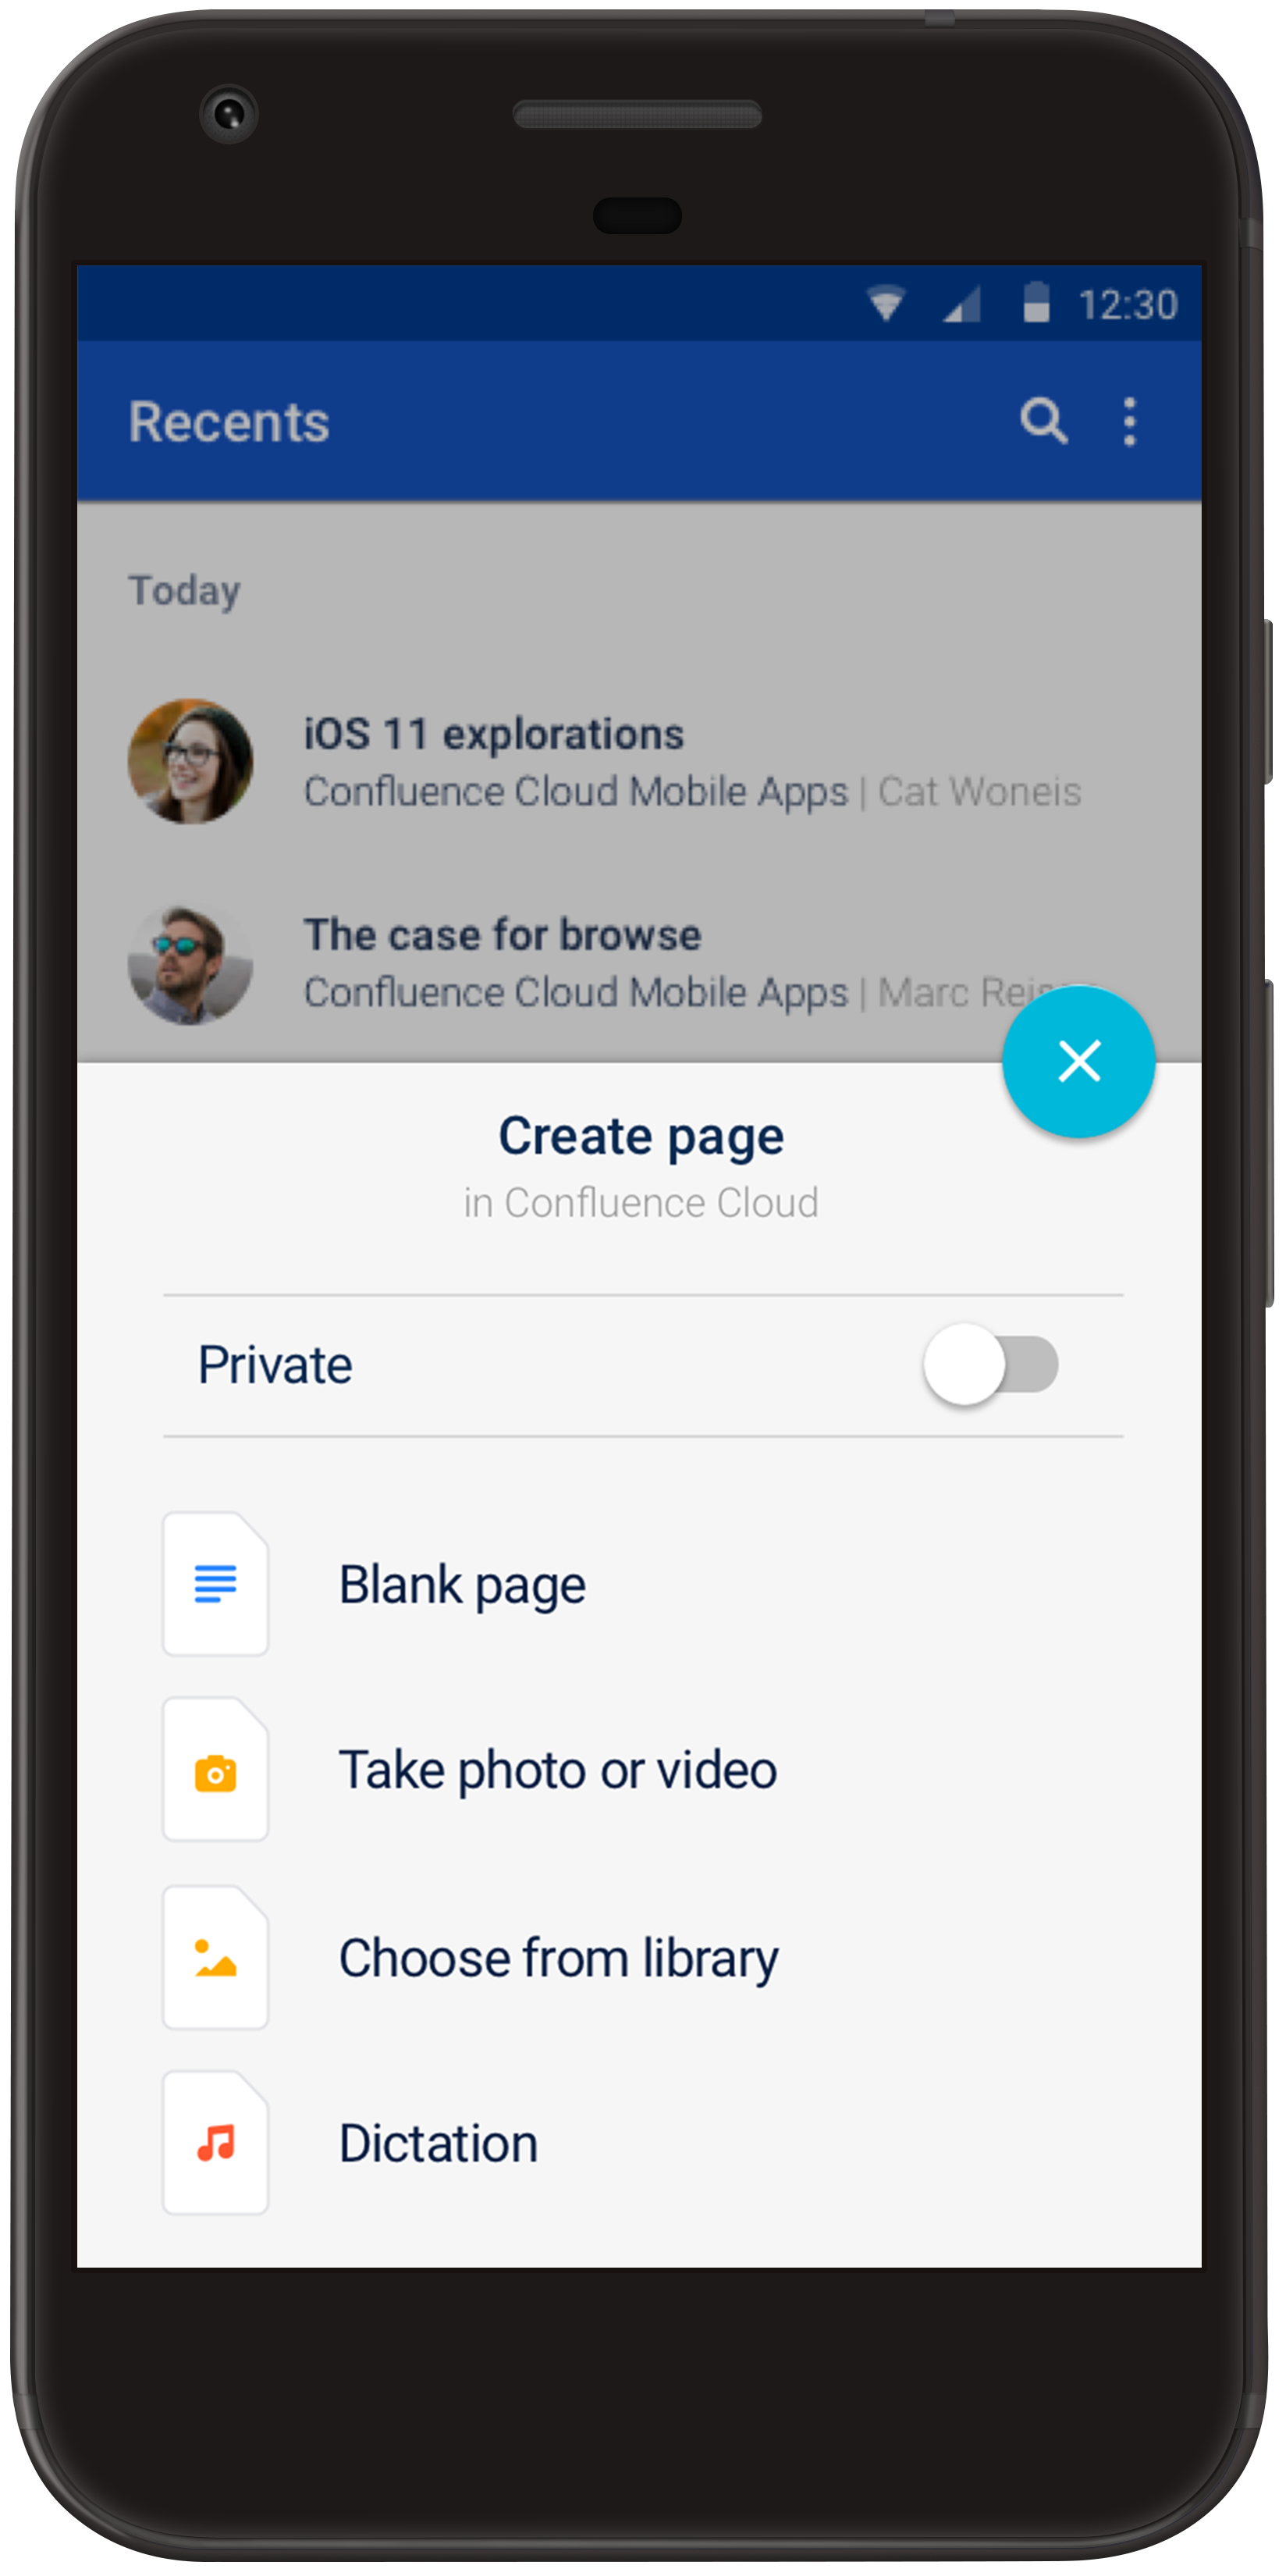 12:30
Recents
Today
iOS 11 explorations
Confluence Cloud Mobile Apps | Cat Woneis
The case for browse
Confluence Cloud Mobile Apps | Marc
Create page
in Confluence Cloud
Private
Blank page
Take photo or video
Choose from library
Dictation